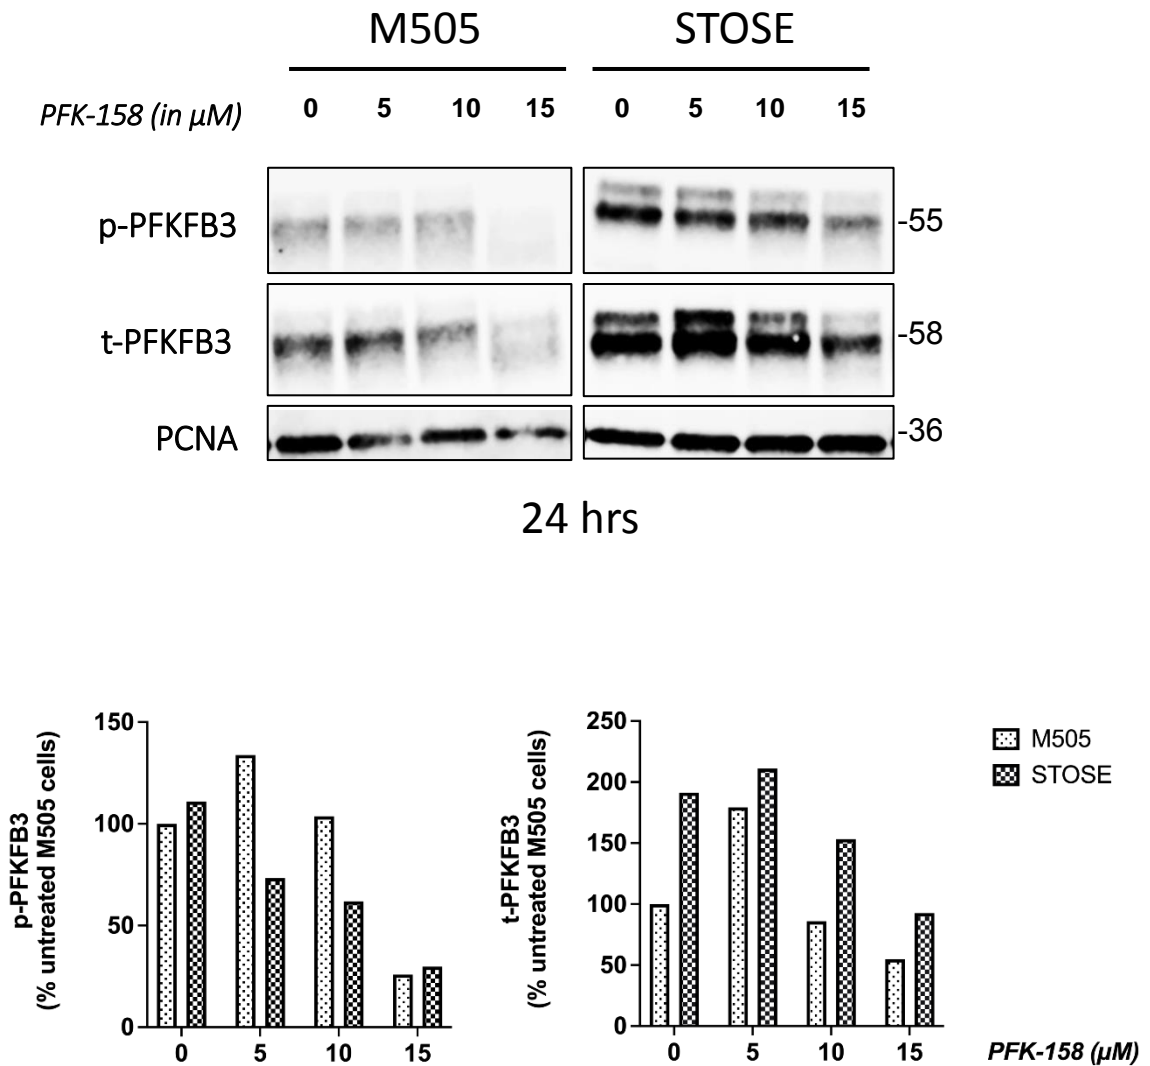 M505 STOSE
PFK-158 (in µM) 0 5 10 15 0 5 10 15
p-PFKFB3 -55
t-PFKFB3 -58
PCNA -36
24 hrs
p-PFKFB3
(% untreated M505 cells)
150
100
50
0
0 5 10 15
t-PFKFB3
(% untreated M505 cells)
250
200
150
100
50
0
0 5 10 15
M505
STOSE
PFK-158 (µM)